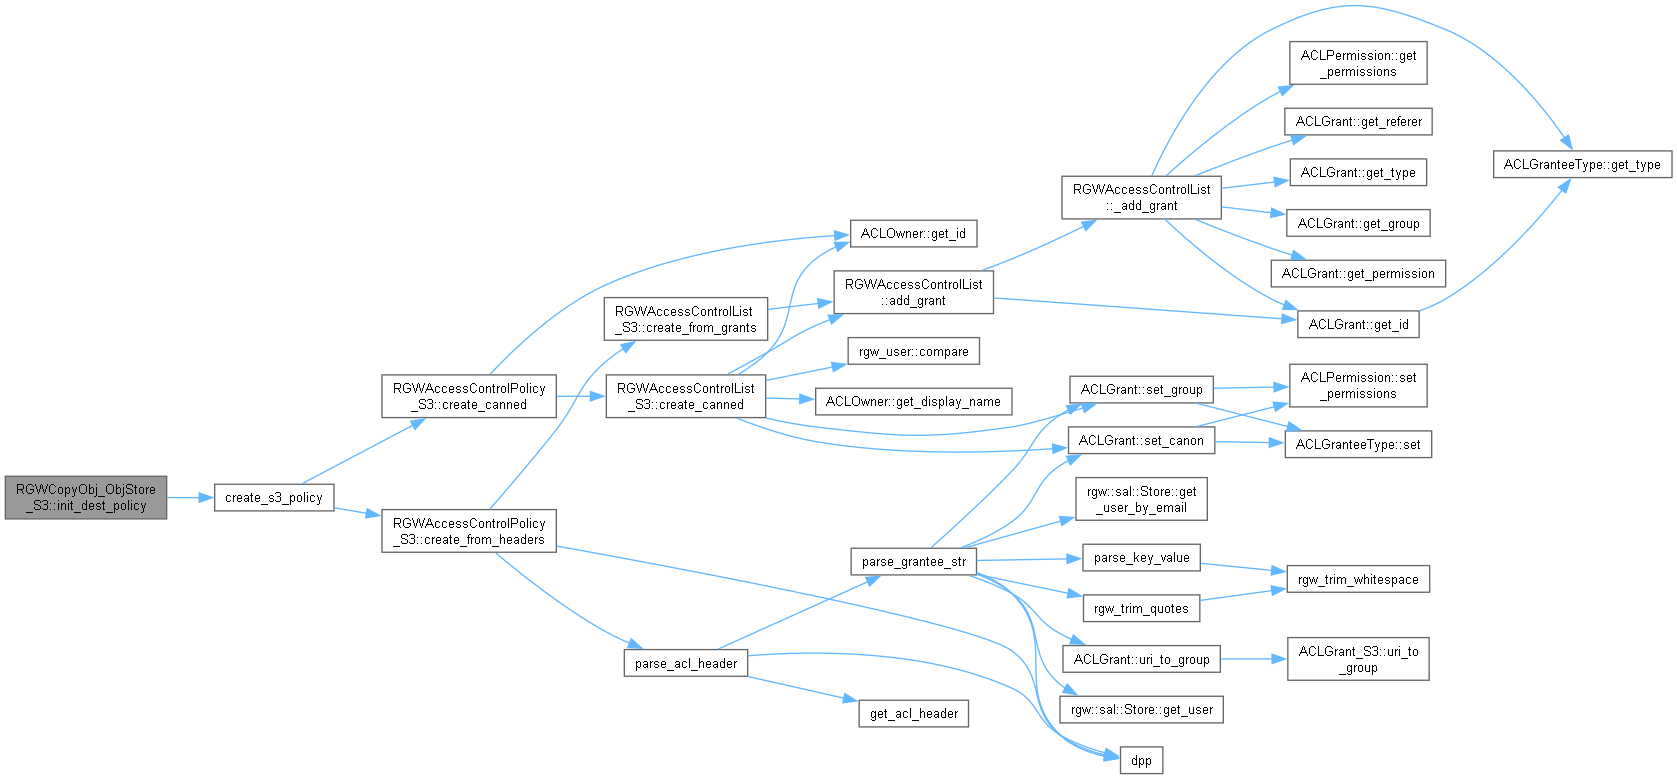 RGWCopyObj_ObjStore
_S3::init_dest_policy
create_s3_policy
RGWAccessControlPolicy
_S3::create_canned
RGWAccessControlPolicy
_S3::create_from_headers
RGWAccessControlList
_S3::create_from_grants
RGWAccessControlList
_S3::create_canned
parse_acl_header
ACLOwner::get_id
RGWAccessControlList
::add_grant
rgw_user::compare
ACLOwner::get_display_name
parse_grantee_str
get_acl_header
RGWAccessControlList
::_add_grant
ACLGrant::set_group
ACLGrant::set_canon
rgw::sal::Store::get
_user_by_email
parse_key_value
rgw_trim_quotes
ACLGrant::uri_to_group
rgw::sal::Store::get_user
dpp
ACLPermission::get
_permissions
ACLGrant::get_referer
ACLGrant::get_type
ACLGrant::get_group
ACLGrant::get_permission
ACLGrant::get_id
ACLPermission::set
_permissions
ACLGranteeType::set
rgw_trim_whitespace
ACLGrant_S3::uri_to
_group
ACLGranteeType::get_type